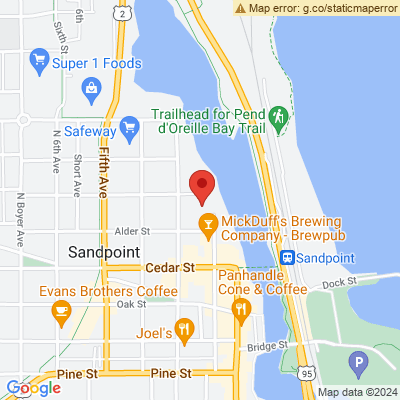 Map error: g.co/staticmaperror
2
Sixth St
6th
Super 1 Foods
Trailhead for Pend
d'Oreille Bay Trail
Safeway
N 6th Ave
Short Ave
Fifth Ave
N Boyer Ave
MickDuff's Brewing
Company - Brewpub
Alder St
Sandpoint
Sandpoint
Cedar St
Dock St
Panhandle
Cone & Coffee
Evans Brothers Coffee
Oak St
Joel's
Bridge St
P
95
Pine St
Pine St
Google
Map data ©2024